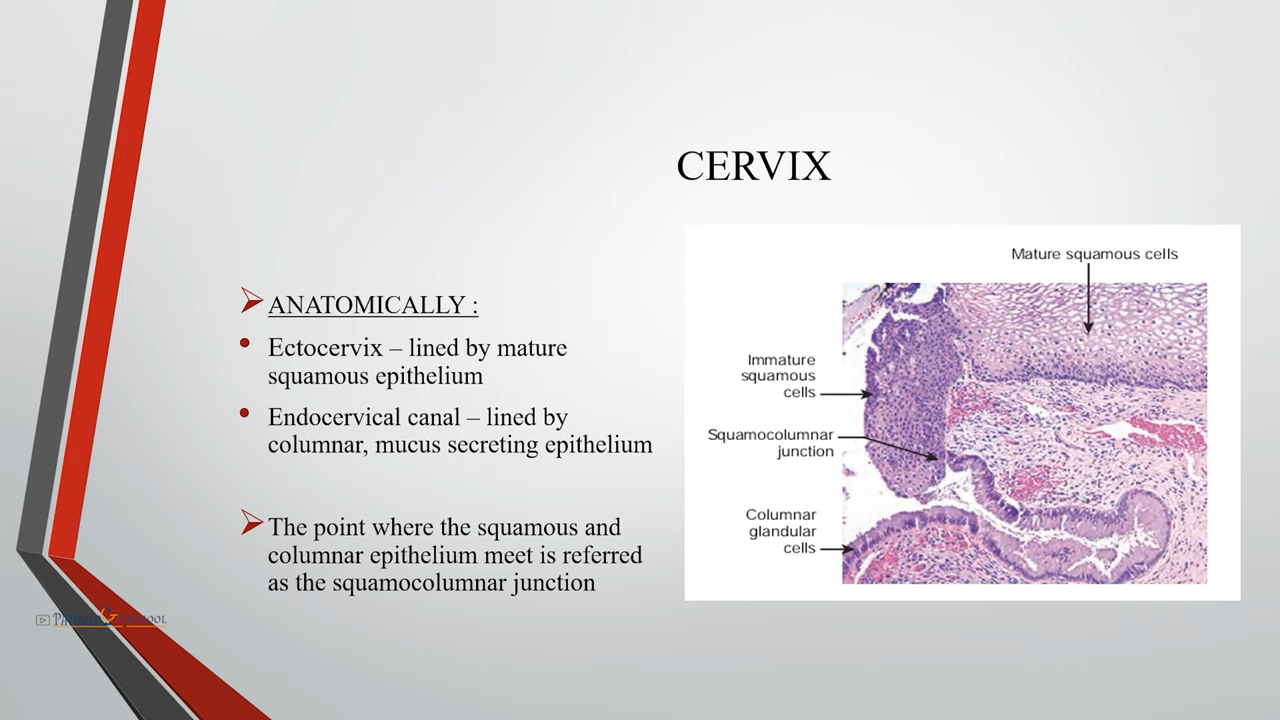 CERVIX
ANATOMICALLY :
Ectocervix – lined by mature
squamous epithelium
Endocervical canal – lined by
columnar, mucus secreting epithelium
The point where the squamous and
columnar epithelium meet is referred
as the squamocolumnar junction
Mature squamous cells
Immature
squamous
cells
Squamocolumnar
junction
Columnar
glandular
cells